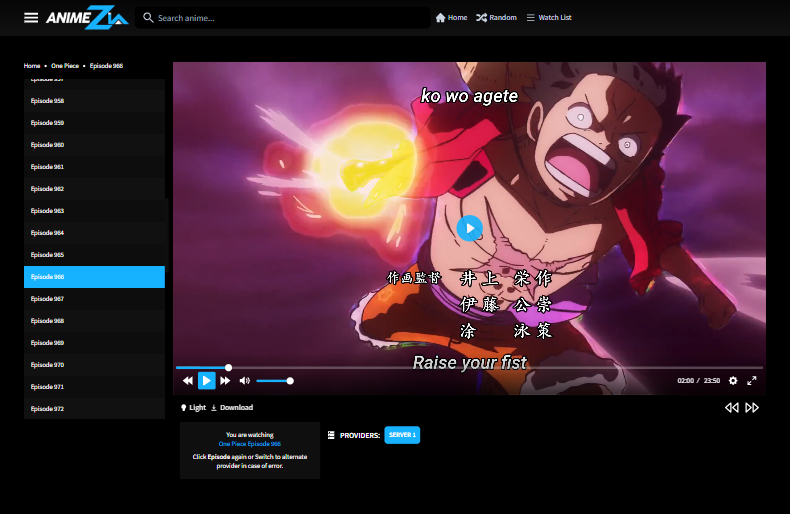 ANIME Z
Search anime...
Home
Random
Watch List
Home • One Piece • Episode 966
Episode 957
Episode 958
Episode 959
Episode 960
Episode 961
Episode 962
Episode 963
Episode 964
Episode 965
Episode 966
Episode 967
Episode 968
Episode 969
Episode 970
Episode 971
Episode 972
ko wo agete
作画監督 井上 栄作
伊藤 公崇
涂 泳策
Raise your fist
02:00 / 23:50
Light Download
You are watching
One Piece Episode 966
Click Episode again or Switch to alternate
provider in case of error.
PROVIDERS: SERVER 1